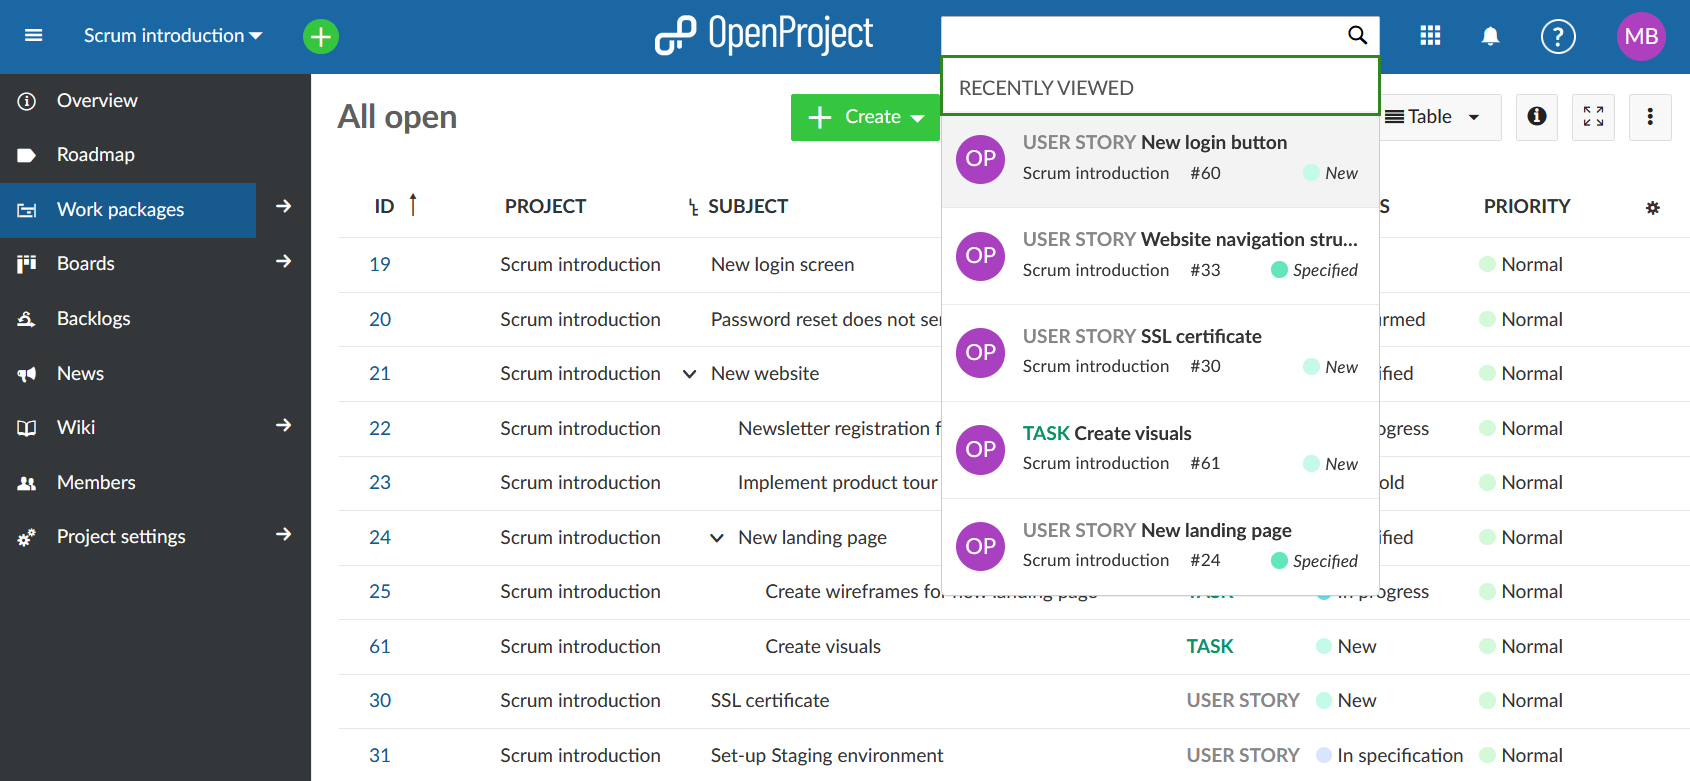 Scrum introduction
OpenProject
?
MB
Overview
Roadmap
Work packages
Boards
Backlogs
News
Wiki
Members
Project settings
All open
Create
Table
RECENTLY VIEWED
OP
USER STORY New login button
Scrum introduction #60 New
OP
USER STORY Website navigation stru...
Scrum introduction #33 Specified
OP
USER STORY SSL certificate
Scrum introduction #30 New
OP
TASK Create visuals
Scrum introduction #61 New
OP
USER STORY New landing page
Scrum introduction #24 Specified
ID PROJECT SUBJECT S PRIORITY
19 Scrum introduction New login screen Normal
20 Scrum introduction Password reset does not ser rmed Normal
21 Scrum introduction New website ified Normal
22 Scrum introduction Newsletter registration f ogress Normal
23 Scrum introduction Implement product tour old Normal
24 Scrum introduction New landing page ified Normal
25 Scrum introduction Create wireframes for new landing page TASK In progress Normal
61 Scrum introduction Create visuals TASK New Normal
30 Scrum introduction SSL certificate USER STORY New Normal
31 Scrum introduction Set-up Staging environment USER STORY In specification Normal